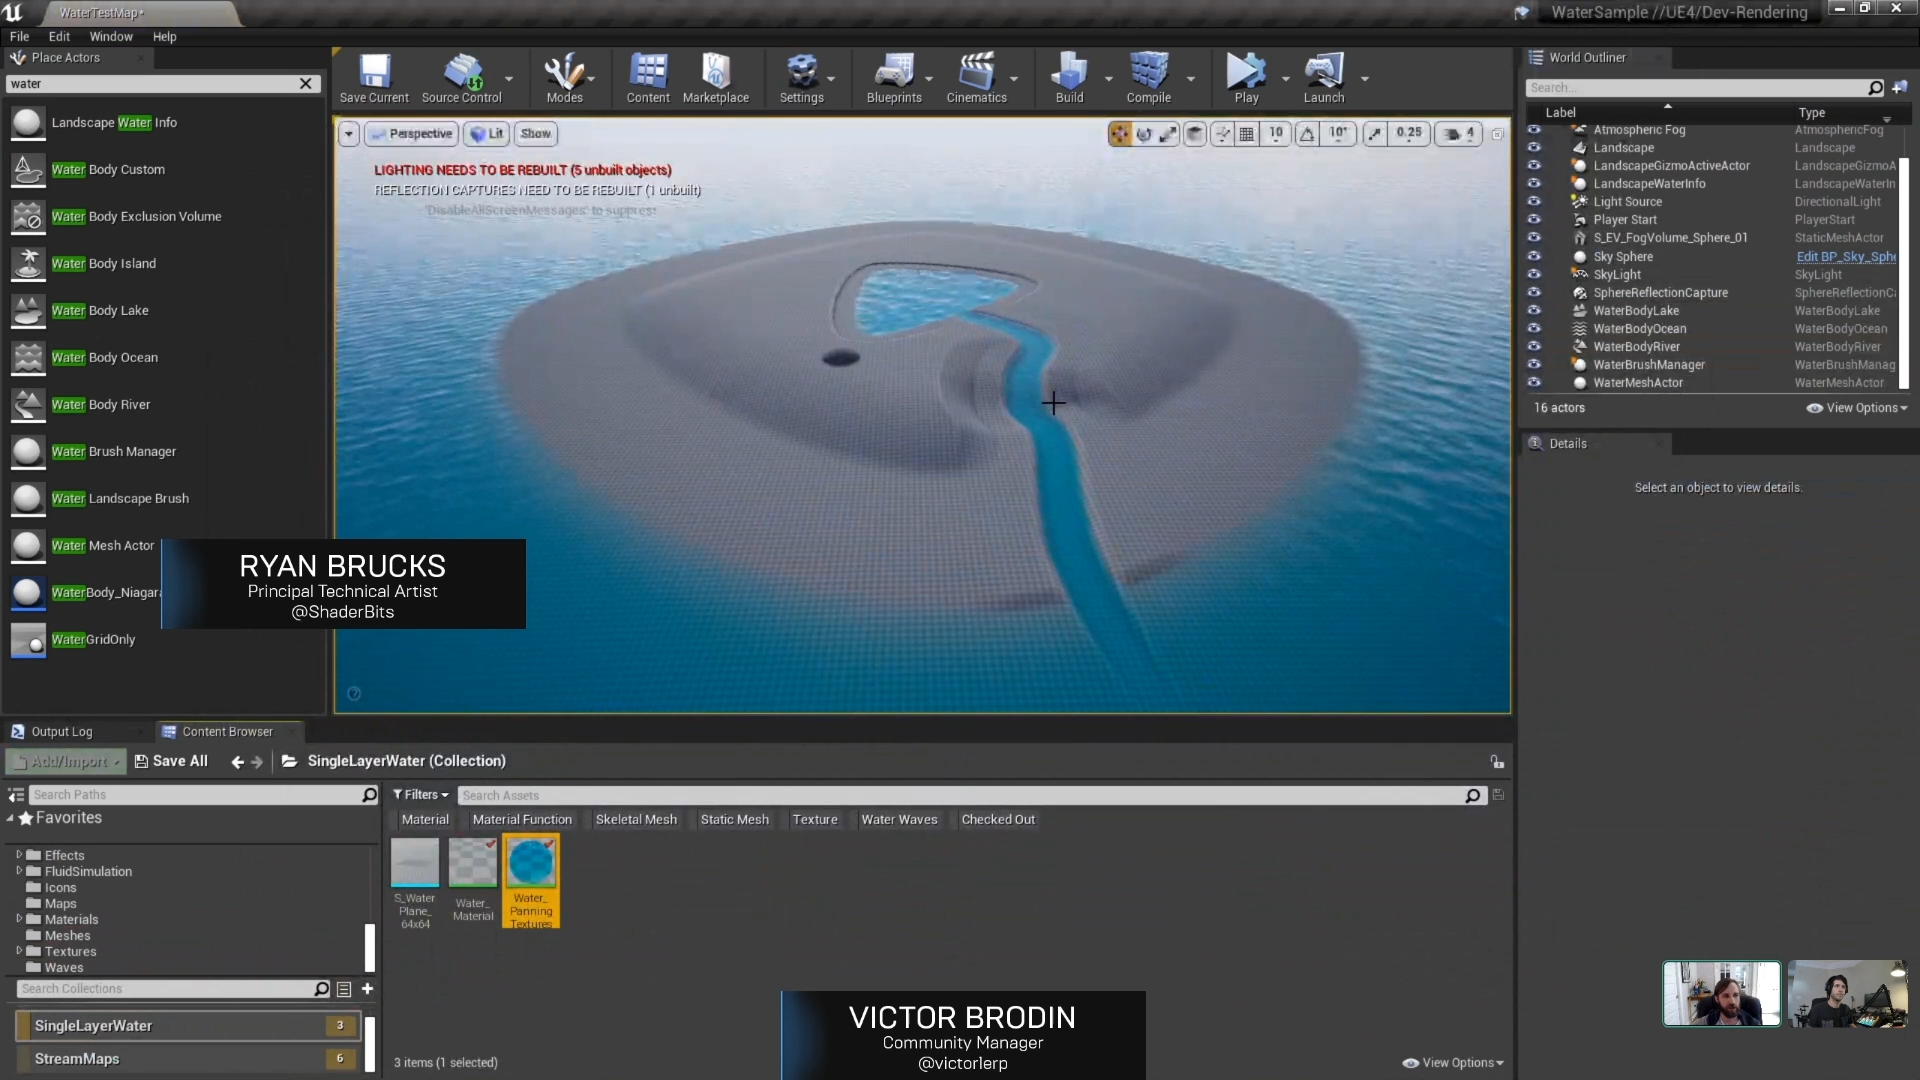 WaterTestMap*
WaterSample //UE4/Dev-Rendering
File Edit Window Help
Place Actors
water
Landscape Water Info
Water Body Custom
Water Body Exclusion Volume
Water Body Island
Water Body Lake
Water Body Ocean
Water Body River
Water Brush Manager
Water Landscape Brush
Water Mesh Actor
WaterBody_Niagara
WaterGridOnly
Save Current Source Control Modes Content Marketplace Settings Blueprints Cinematics Build Compile Play Launch
Perspective Lit Show
10 10° 0.25 4
LIGHTING NEEDS TO BE REBUILT (5 unbuilt objects)
REFLECTION CAPTURES NEED TO BE REBUILT (1 unbuilt)
'DisableAllScreenMessages' to suppress
World Outliner
Search...
Label Type
Atmospheric Fog AtmosphericFog
Landscape Landscape
LandscapeGizmoActiveActor LandscapeGizmoA
LandscapeWaterInfo LandscapeWaterIn
Light Source DirectionalLight
Player Start PlayerStart
S_EV_FogVolume_Sphere_01 StaticMeshActor
Sky Sphere Edit BP_Sky_Sphe
SkyLight SkyLight
SphereReflectionCapture SphereReflectionCa
WaterBodyLake WaterBodyLake
WaterBodyOcean WaterBodyOcean
WaterBodyRiver WaterBodyRiver
WaterBrushManager WaterBrushManag
WaterMeshActor WaterMeshActor
16 actors View Options
Details
Select an object to view details.
RYAN BRUCKS
Principal Technical Artist
@ShaderBits
Output Log Content Browser
Add/Import Save All SingleLayerWater (Collection)
Search Paths
Favorites
Effects
FluidSimulation
Icons
Maps
Materials
Meshes
Textures
Waves
Search Collections
SingleLayerWater 3
StreamMaps 6
Filters Search Assets
Material Material Function Skeletal Mesh Static Mesh Texture Water Waves Checked Out
S_Water
Plane_
64x64
Water_
Material
Water_
Panning
Textures
3 items (1 selected)
View Options
VICTOR BRODIN
Community Manager
@victorlerp